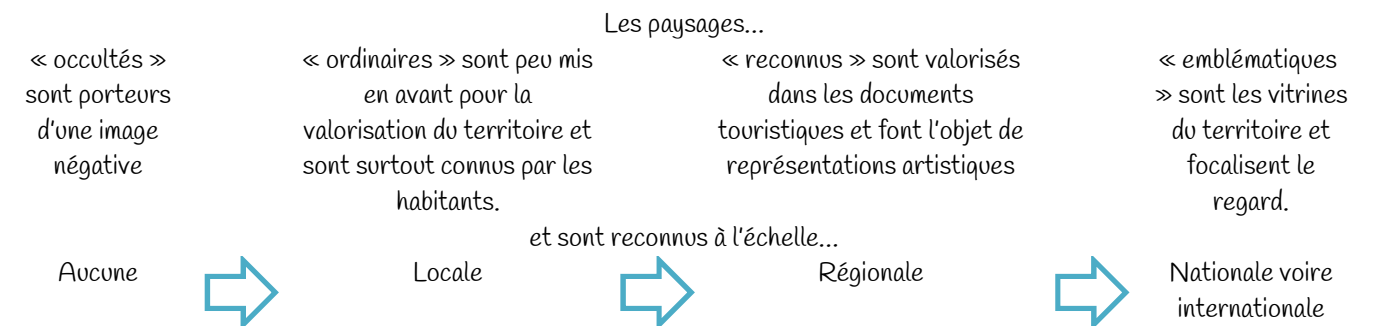 Les paysages...
« occultés »
sont porteurs
d'une image
négative
« ordinaires » sont peu mis
en avant pour la
valorisation du territoire et
sont surtout connus par les
habitants.
« reconnus » sont valorisés
dans les documents
touristiques et font l'objet de
représentations artistiques
« emblématiques
» sont les vitrines
du territoire et
focalisent le
regard.
et sont reconnus à l'échelle...
Aucune
Locale
Régionale
Nationale voire
internationale